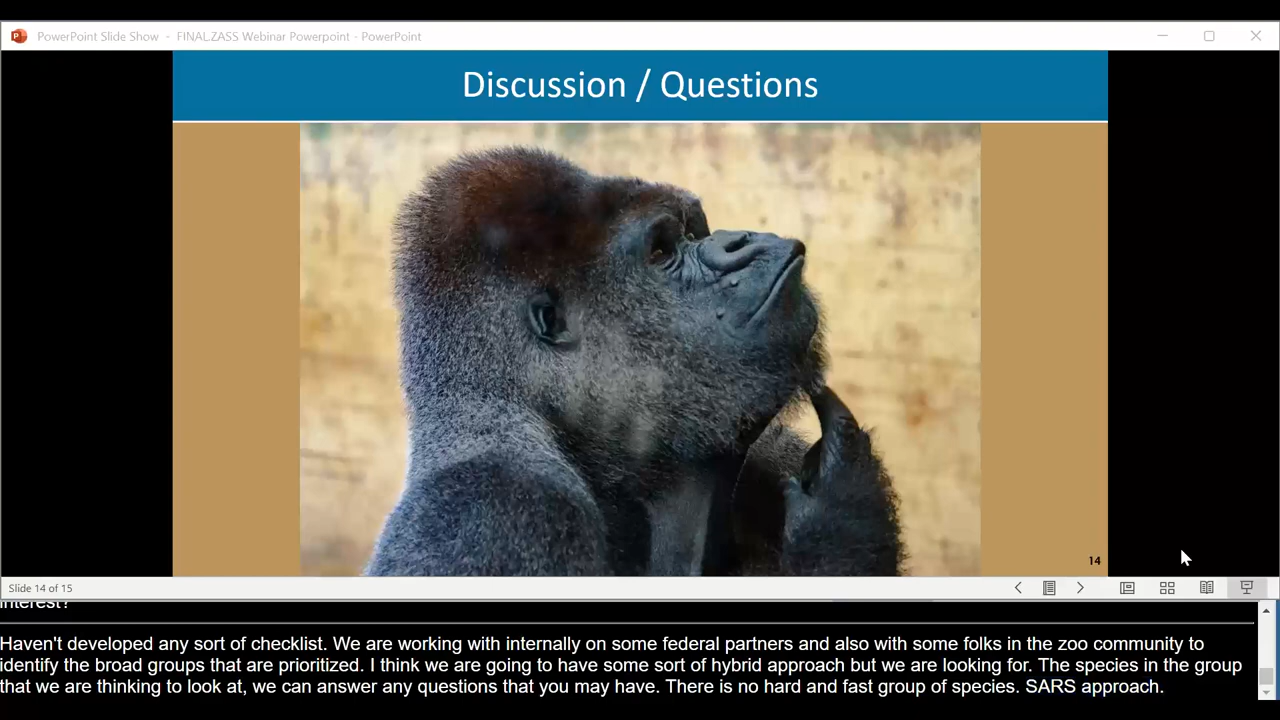 PowerPoint Slide Show - FINAL.ZASS Webinar Powerpoint - PowerPoint
Discussion / Questions
14
Slide 14 of 15
interest?
Haven't developed any sort of checklist. We are working with internally on some federal partners and also with some folks in the zoo community to
identify the broad groups that are prioritized. I think we are going to have some sort of hybrid approach but we are looking for. The species in the group
that we are thinking to look at, we can answer any questions that you may have. There is no hard and fast group of species. SARS approach.